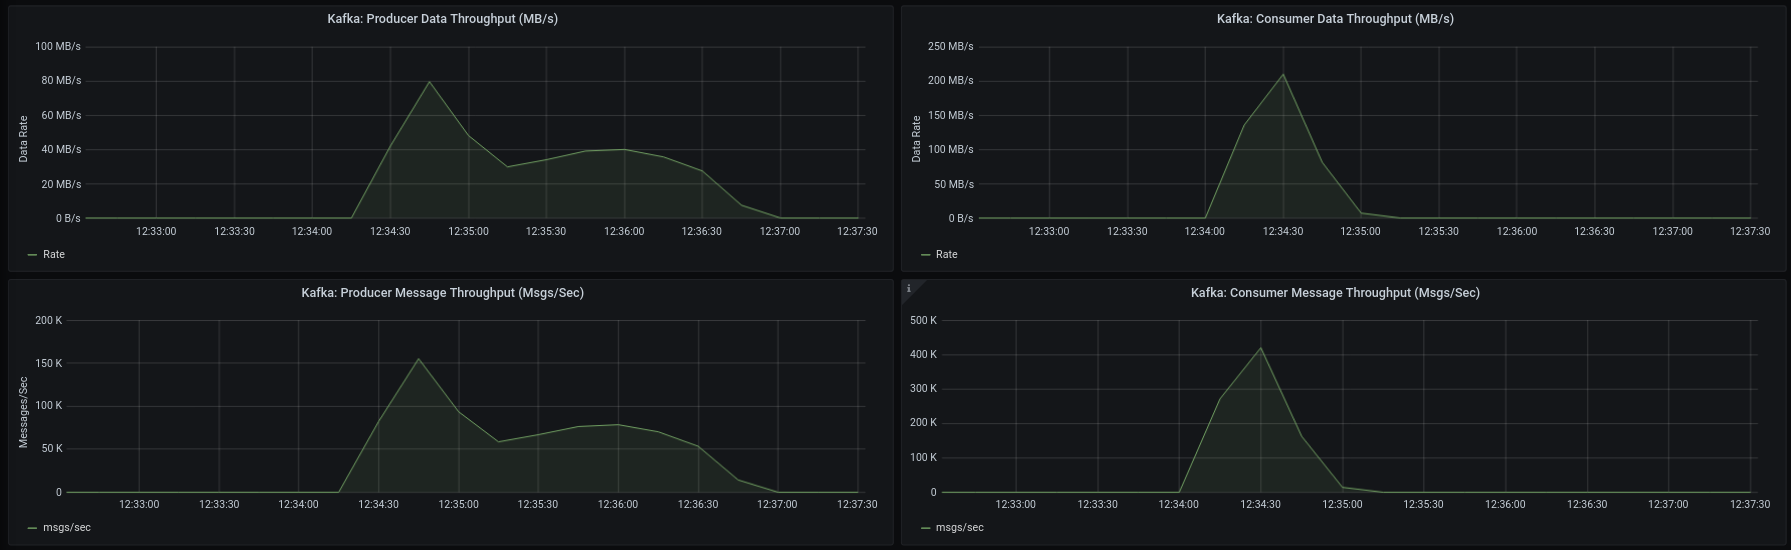 Kafka: Producer Data Throughput (MB/s)
100 MB/s
80 MB/s
60 MB/s
40 MB/s
20 MB/s
0 B/s
Data Rate
12:33:00 12:33:30 12:34:00 12:34:30 12:35:00 12:35:30 12:36:00 12:36:30 12:37:00 12:37:30
Rate
Kafka: Consumer Data Throughput (MB/s)
250 MB/s
200 MB/s
150 MB/s
100 MB/s
50 MB/s
0 B/s
Data Rate
12:33:00 12:33:30 12:34:00 12:34:30 12:35:00 12:35:30 12:36:00 12:36:30 12:37:00 12:37:30
Rate
Kafka: Producer Message Throughput (Msgs/Sec)
200 K
150 K
100 K
50 K
0
Messages/Sec
12:33:00 12:33:30 12:34:00 12:34:30 12:35:00 12:35:30 12:36:00 12:36:30 12:37:00 12:37:30
msgs/sec
i
Kafka: Consumer Message Throughput (Msgs/Sec)
500 K
400 K
300 K
200 K
100 K
0
12:33:00 12:33:30 12:34:00 12:34:30 12:35:00 12:35:30 12:36:00 12:36:30 12:37:00 12:37:30
msgs/sec